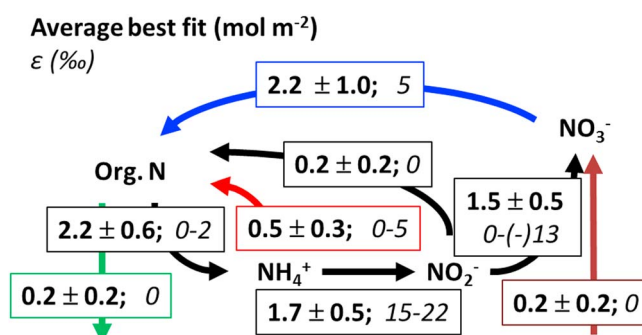 Average best fit (mol m⁻²)
ε (‰)
2.2 ± 1.0; 5
NO₃⁻
0.2 ± 0.2; 0
Org. N
1.5 ± 0.5
0-(-)13
2.2 ± 0.6; 0-2
0.5 ± 0.3; 0-5
NH₄⁺
NO₂⁻
0.2 ± 0.2; 0
0.2 ± 0.2; 0
1.7 ± 0.5; 15-22